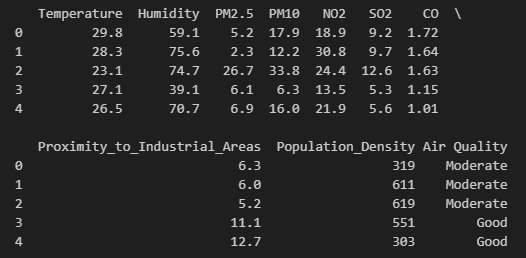 Temperature Humidity PM2.5 PM10 NO2 SO2 CO \
0 29.8 59.1 5.2 17.9 18.9 9.2 1.72
1 28.3 75.6 2.3 12.2 30.8 9.7 1.64
2 23.1 74.7 26.7 33.8 24.4 12.6 1.63
3 27.1 39.1 6.1 6.3 13.5 5.3 1.15
4 26.5 70.7 6.9 16.0 21.9 5.6 1.01
Proximity_to_Industrial_Areas Population_Density Air Quality
0 6.3 319 Moderate
1 6.0 611 Moderate
2 5.2 619 Moderate
3 11.1 551 Good
4 12.7 303 Good